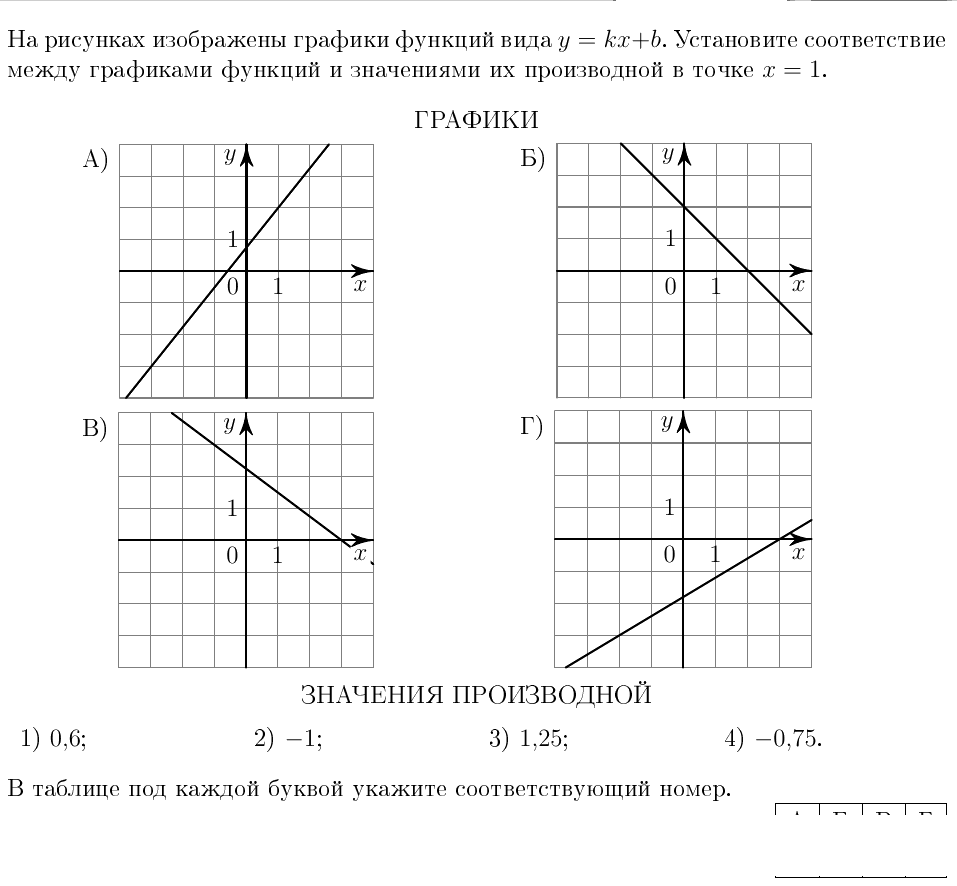 На рисунках изображены графики функций вида y = kx+b. Установите соответствие
между графиками функций и значениями их производной в точке x = 1.
ГРАФИКИ
А) y 1 0 1 x
Б) y 1 0 1 x
В) y 1 0 1 x
Г) y 1 0 1 x
ЗНАЧЕНИЯ ПРОИЗВОДНОЙ
1) 0,6; 2) −1; 3) 1,25; 4) −0,75.
В таблице под каждой буквой укажите соответствующий номер.